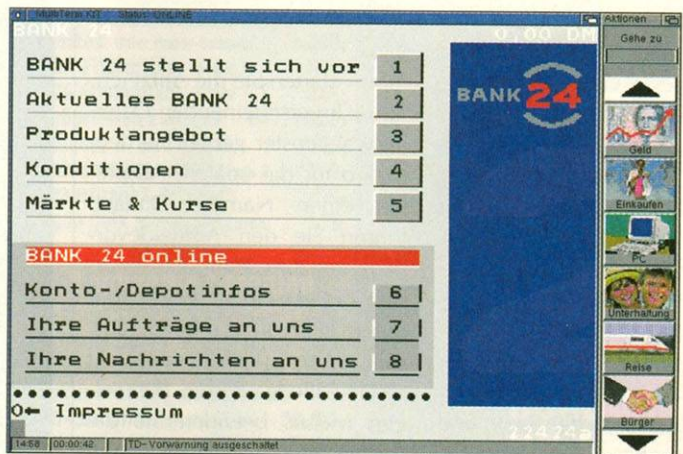 MultiTerm KIT Status: ONLINE
BANK 24 0,00 DM
BANK 24 stellt sich vor 1
Aktuelles BANK 24 2
Produktangebot 3
Konditionen 4
Märkte & Kurse 5
BANK 24
BANK 24 online
Konto-/Depotinfos 6
Ihre Aufträge an uns 7
Ihre Nachrichten an uns 8
0← Impressum
14:58 00:00:42 TD-Vorwarnung ausgeschaltet
Aktionen
Gehe zu
Geld
Einkaufen
PC
Unterhaltung
Reise
Bürger